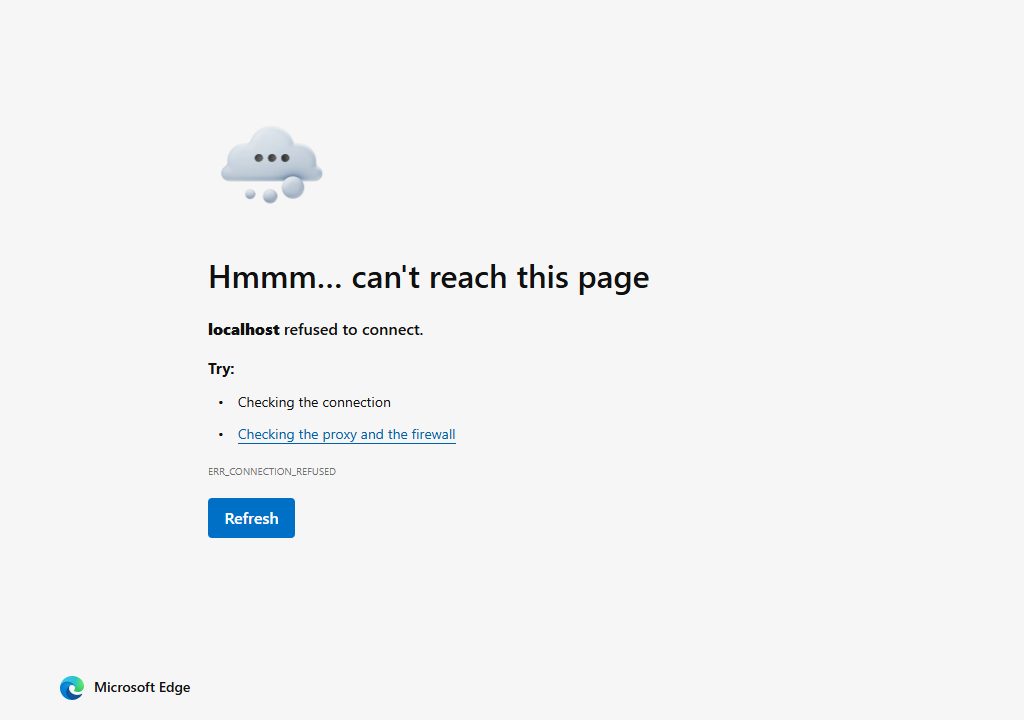 Hmmm... can't reach this page
localhost refused to connect.
Try:
• Checking the connection
• Checking the proxy and the firewall
ERR_CONNECTION_REFUSED
Refresh
Microsoft Edge